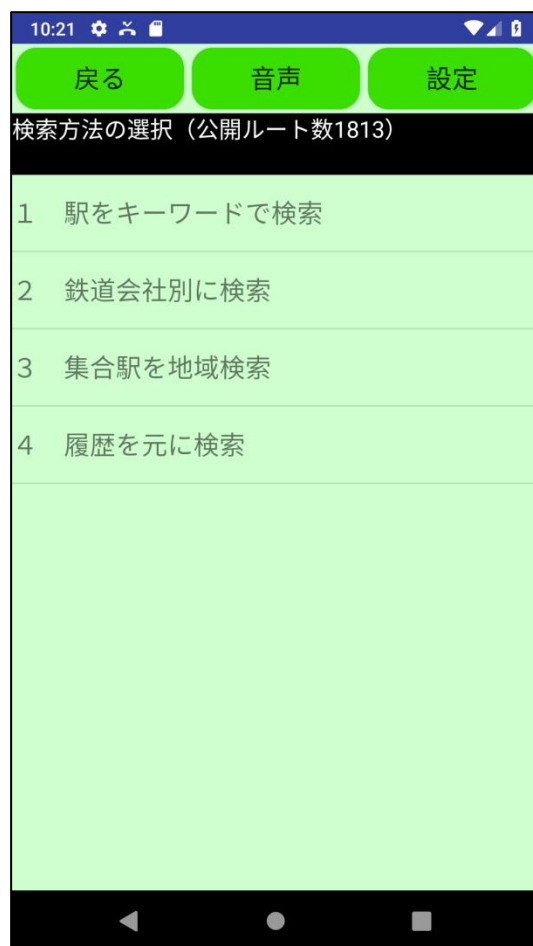 10:21
戻る 音声 設定
検索方法の選択（公開ルート数1813）
１ 駅をキーワードで検索
２ 鉄道会社別に検索
３ 集合駅を地域検索
４ 履歴を元に検索